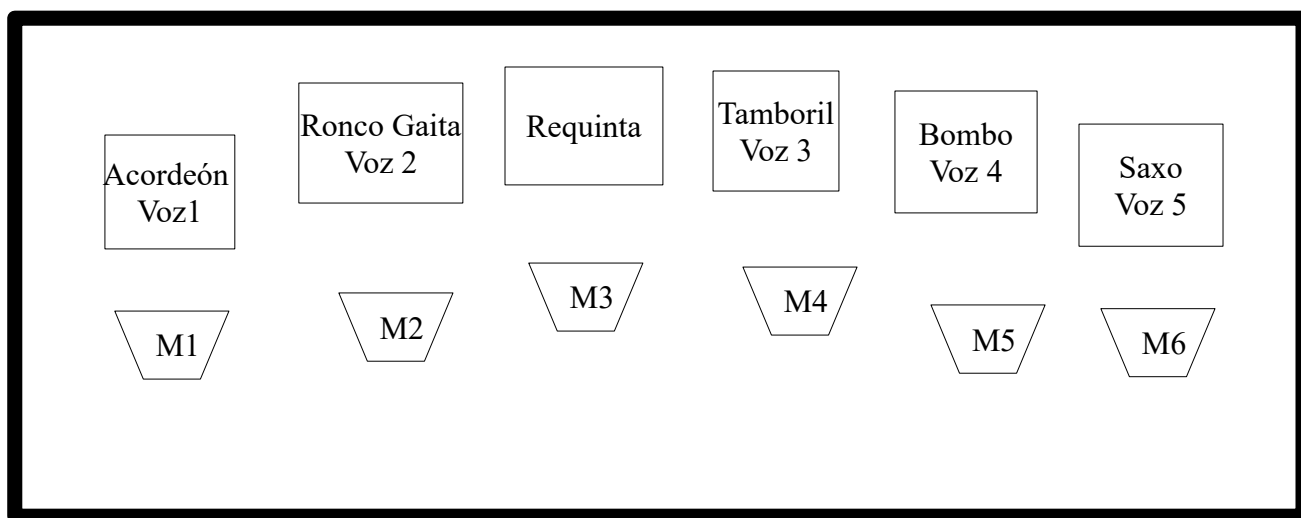 Acordeón
Voz1
Ronco Gaita
Voz 2
Requinta
Tamboril
Voz 3
Bombo
Voz 4
Saxo
Voz 5
M1
M2
M3
M4
M5
M6